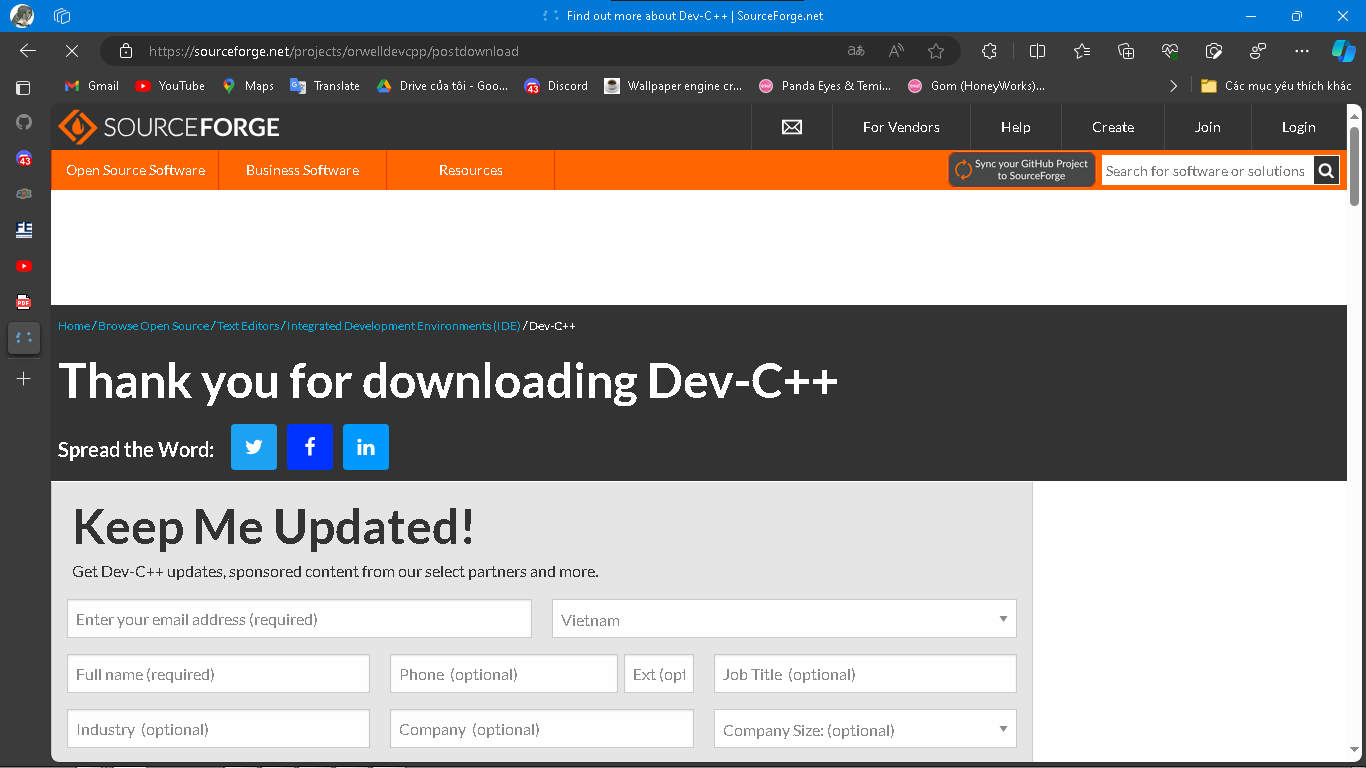 Find out more about Dev-C++ | SourceForge.net
https://sourceforge.net/projects/orwelldevcpp/postdownload
Gmail YouTube Maps Translate Drive của tôi - Goo... 43 Discord Wallpaper engine cr... Panda Eyes & Temi... Gom (HoneyWorks)... Các mục yêu thích khác
43
FE
PDF
SOURCEFORGE For Vendors Help Create Join Login
Open Source Software Business Software Resources
Sync your GitHub Project
to SourceForge
Search for software or solutions
Home / Browse Open Source / Text Editors / Integrated Development Environments (IDE) / Dev-C++
Thank you for downloading Dev-C++
Spread the Word:
Keep Me Updated!
Get Dev-C++ updates, sponsored content from our select partners and more.
Enter your email address (required) Vietnam
Full name (required) Phone (optional) Ext (opt Job Title (optional)
Industry (optional) Company (optional) Company Size: (optional)